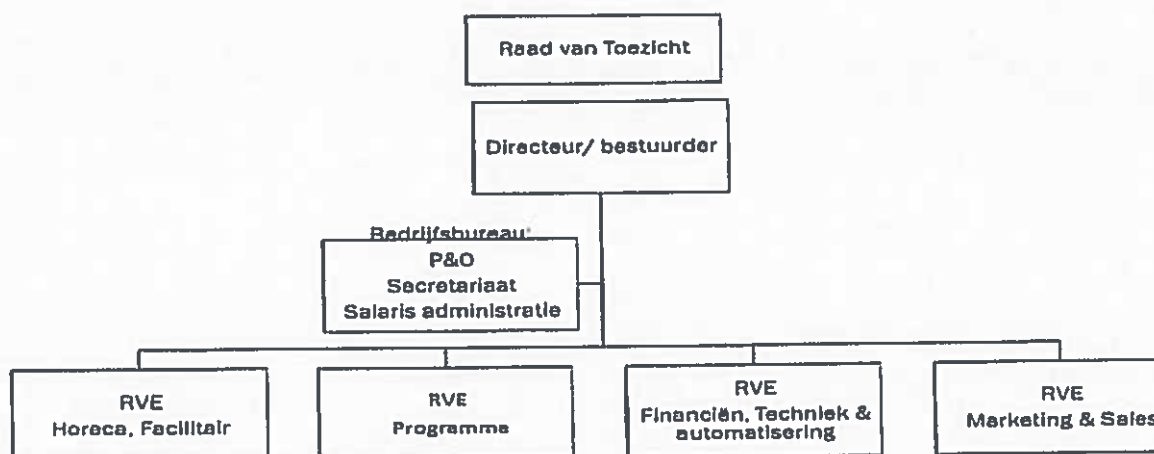 Raad van Toezicht
Directeur/ bestuurder
Bedrijfsbureau:
P&O
Secretariaat
Salaris administratie
RVE
Horeca, Facilitair
RVE
Programma
RVE
Financiën, Techniek &
automatisering
RVE
Marketing & Sales